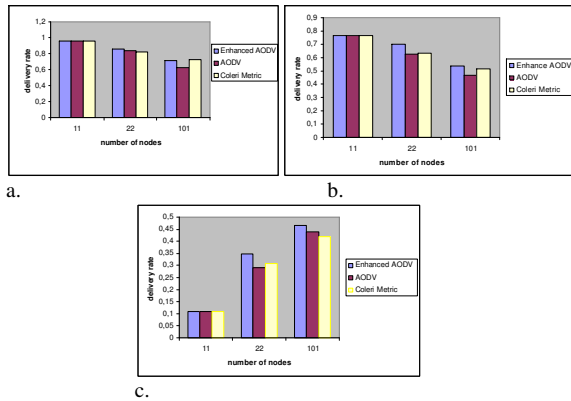 1,2
1
0,8
0,6
0,4
0,2
0
delivery rate
11 22 101
number of nodes
Enhanced AODV
AODV
Coleri Metric
a.
0,9
0,8
0,7
0,6
0,5
0,4
0,3
0,2
0,1
0
delivery rate
11 22 101
number of nodes
Enhance AODV
AODV
Coleri Metric
b.
0,5
0,45
0,4
0,35
0,3
0,25
0,2
0,15
0,1
0,05
0
delivery rate
11 22 101
number of nodes
Enhanced AODV
AODV
Coleri Metric
c.